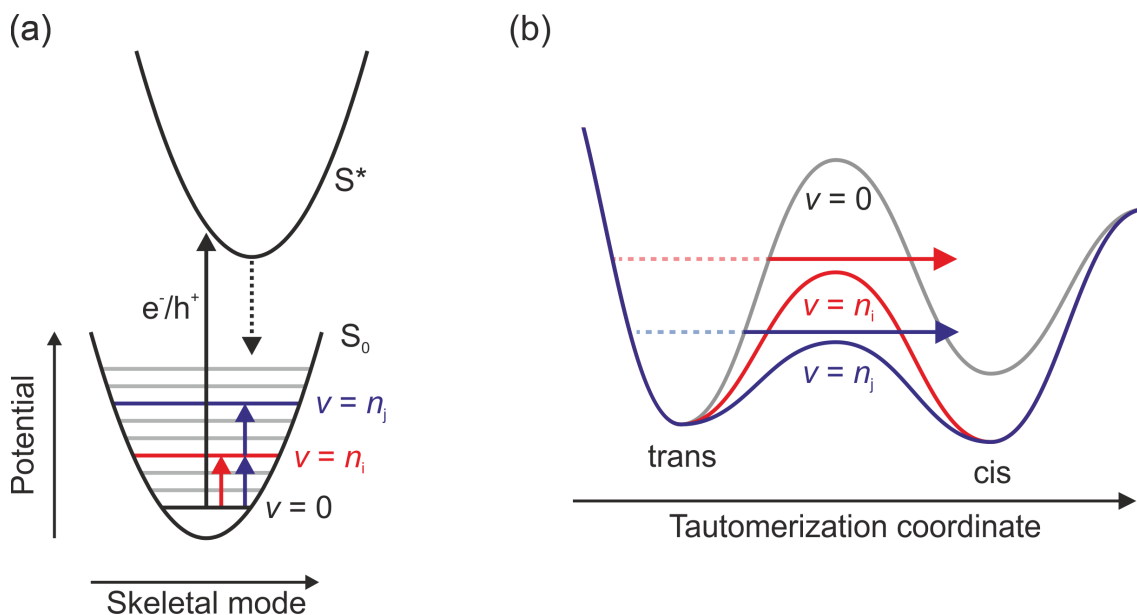 (a)
S*
e⁻/h⁺
S₀
v = nⱼ
v = nᵢ
v = 0
Potential
Skeletal mode
(b)
v = 0
v = nᵢ
v = nⱼ
trans
cis
Tautomerization coordinate